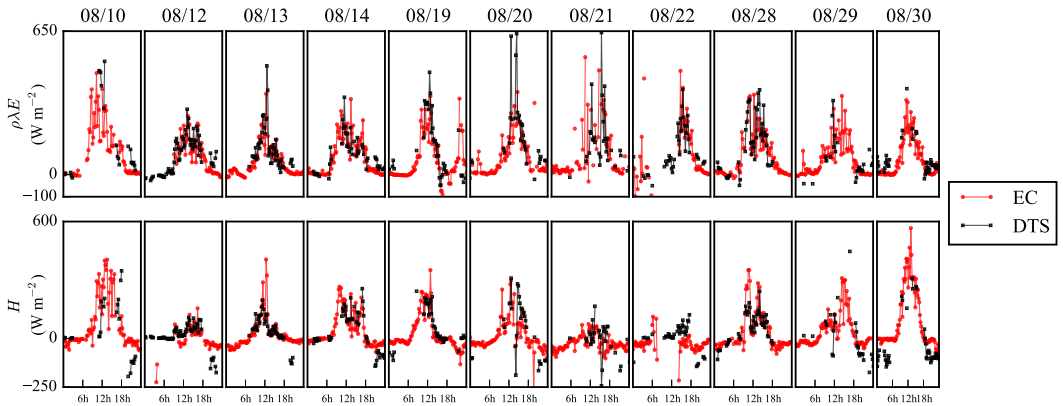 08/10 08/12 08/13 08/14 08/19 08/20 08/21 08/22 08/28 08/29 08/30
650
ρλE
(W m−2)
0
−100
600
H
(W m−2)
0
−250
EC
DTS
6h 12h 18h 6h 12h 18h 6h 12h 18h 6h 12h 18h 6h 12h 18h 6h 12h 18h 6h 12h 18h 6h 12h 18h 6h 12h 18h 6h 12h 18h 6h 12h 18h